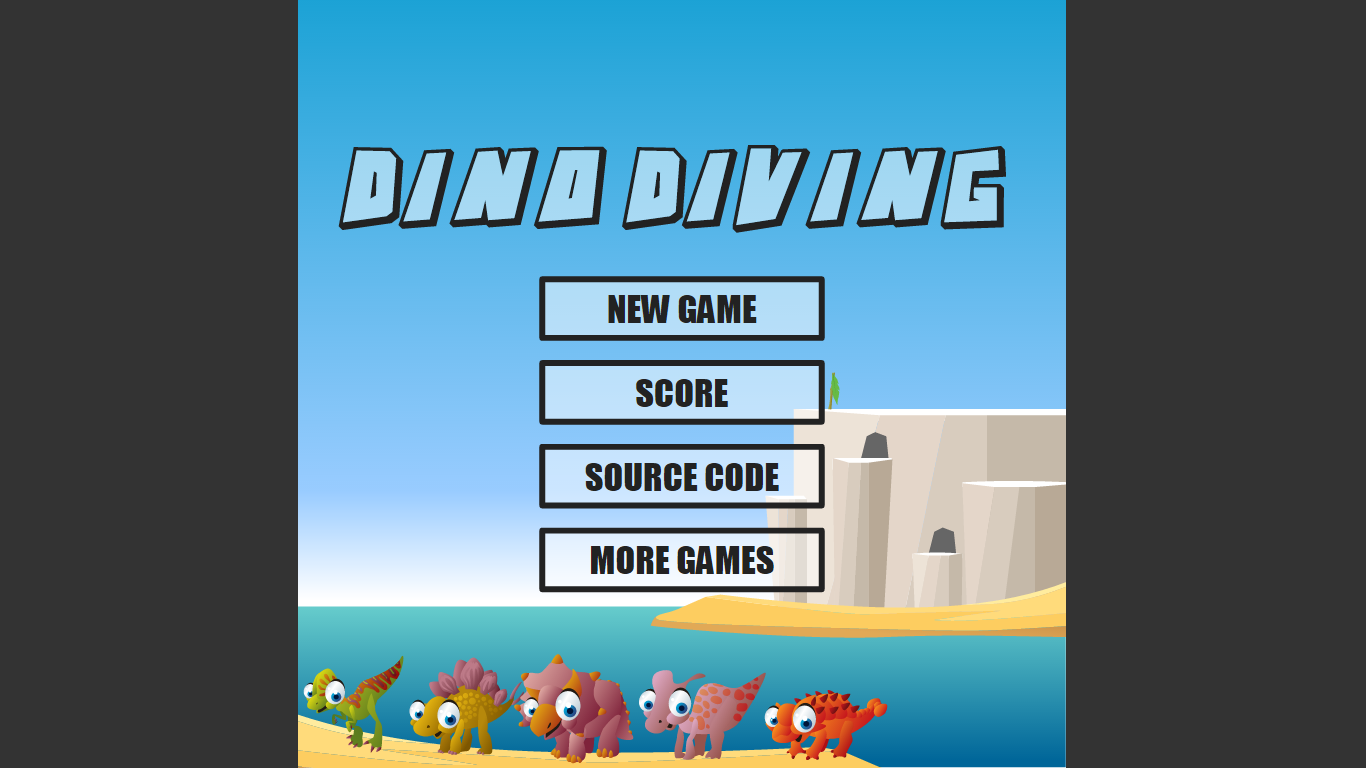 DINO DIVING
NEW GAME
SCORE
SOURCE CODE
MORE GAMES